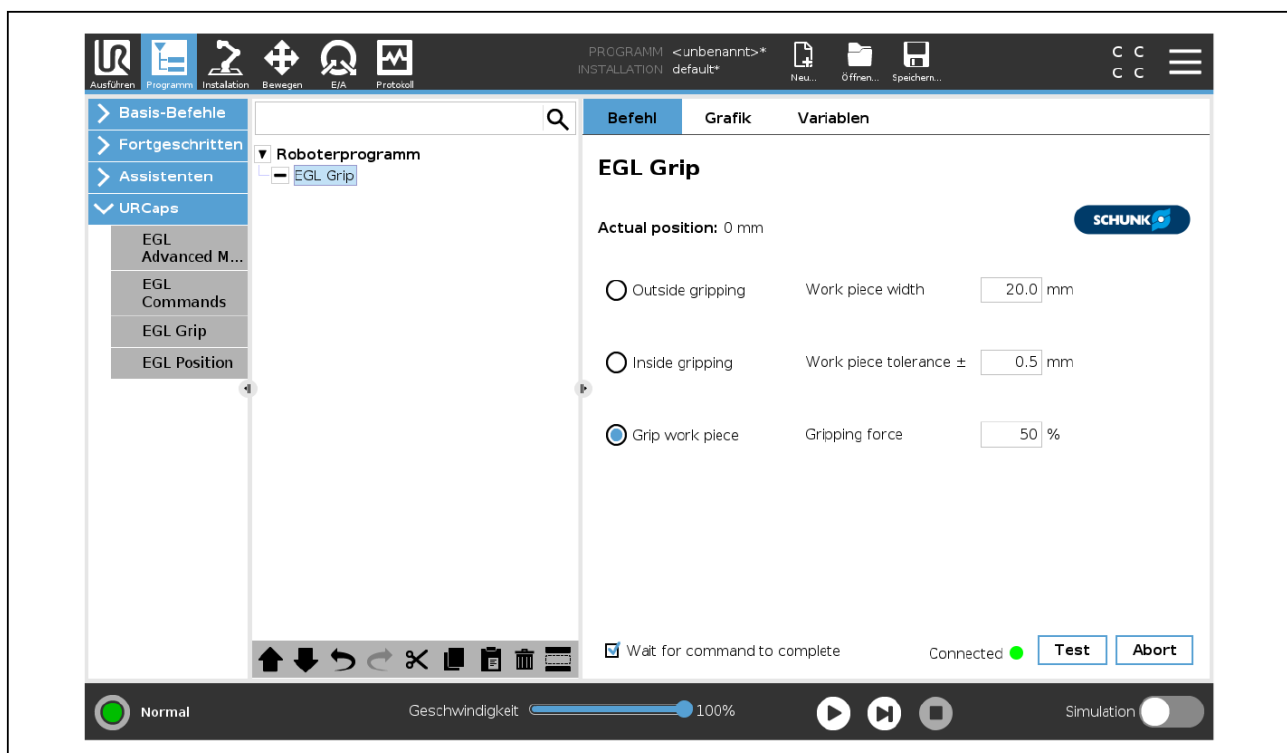 PROGRAMM <unbenannt>*
INSTALLATION default*
Ausführen Programm Instalation Bewegen E/A Protokoll
Neu... Öffnen... Speichern...
C C
C C
Basis-Befehle
Fortgeschritten
Assistenten
URCaps
EGL
Advanced M...
EGL
Commands
EGL Grip
EGL Position
Roboterprogramm
EGL Grip
Befehl Grafik Variablen
EGL Grip
Actual position: 0 mm
SCHUNK
Outside gripping Work piece width 20.0 mm
Inside gripping Work piece tolerance ± 0.5 mm
Grip work piece Gripping force 50 %
Wait for command to complete Connected Test Abort
Normal Geschwindigkeit 100% Simulation